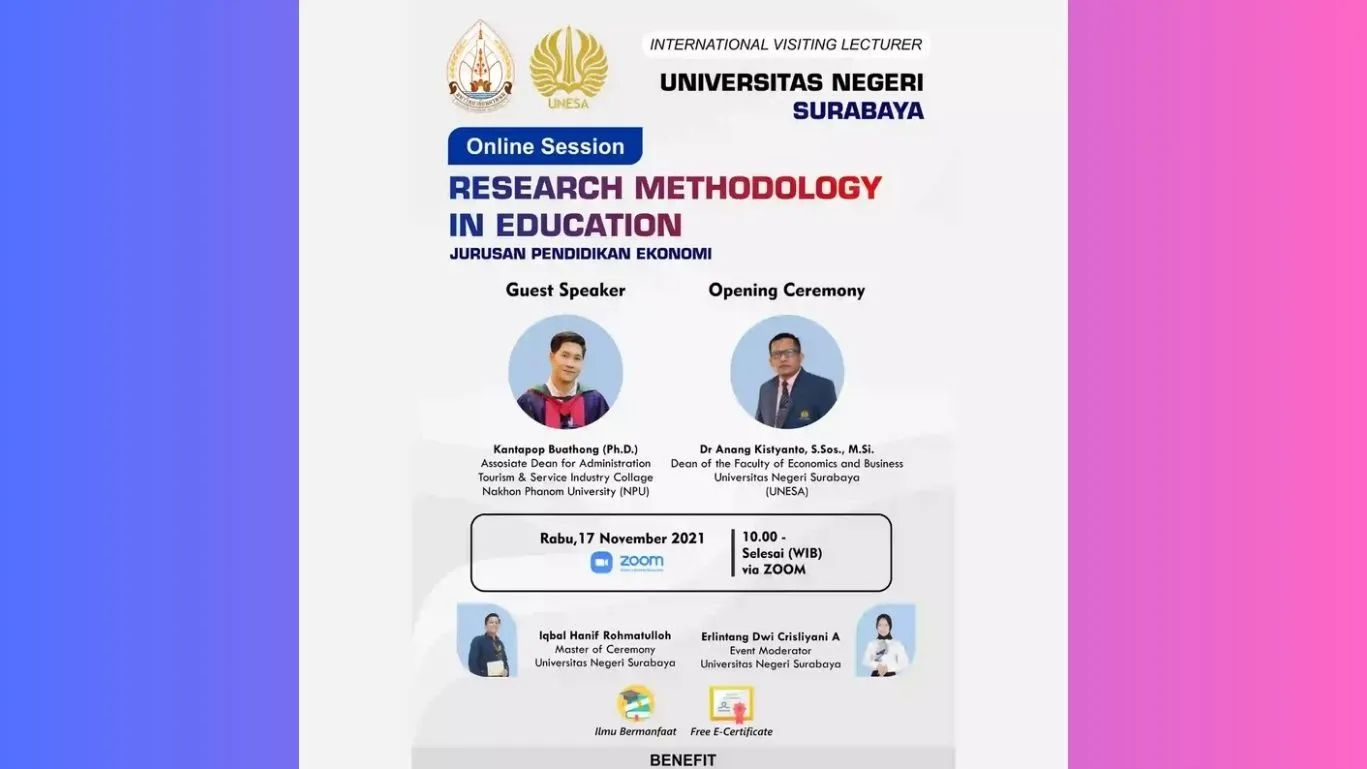 INTERNATIONAL VISITING LECTURER
UNIVERSITAS NEGERI
SURABAYA
UNESA
Online Session
RESEARCH METHODOLOGY
IN EDUCATION
JURUSAN PENDIDIKAN EKONOMI
Guest Speaker
Opening Ceremony
Kantapop Buathong (Ph.D.)
Assosiate Dean for Administration
Tourism & Service Industry Collage
Nakhon Phanom University (NPU)
Dr Anang Kistyanto, S.Sos., M.Si.
Dean of the Faculty of Economics and Business
Universitas Negeri Surabaya
(UNESA)
Rabu,17 November 2021
zoom
10.00 -
Selesai (WIB)
via ZOOM
Iqbal Hanif Rohmatulloh
Master of Ceremony
Universitas Negeri Surabaya
Erlintang Dwi Crisliyani A
Event Moderator
Universitas Negeri Surabaya
Ilmu Bermanfaat
Free E-Certificate
BENEFIT